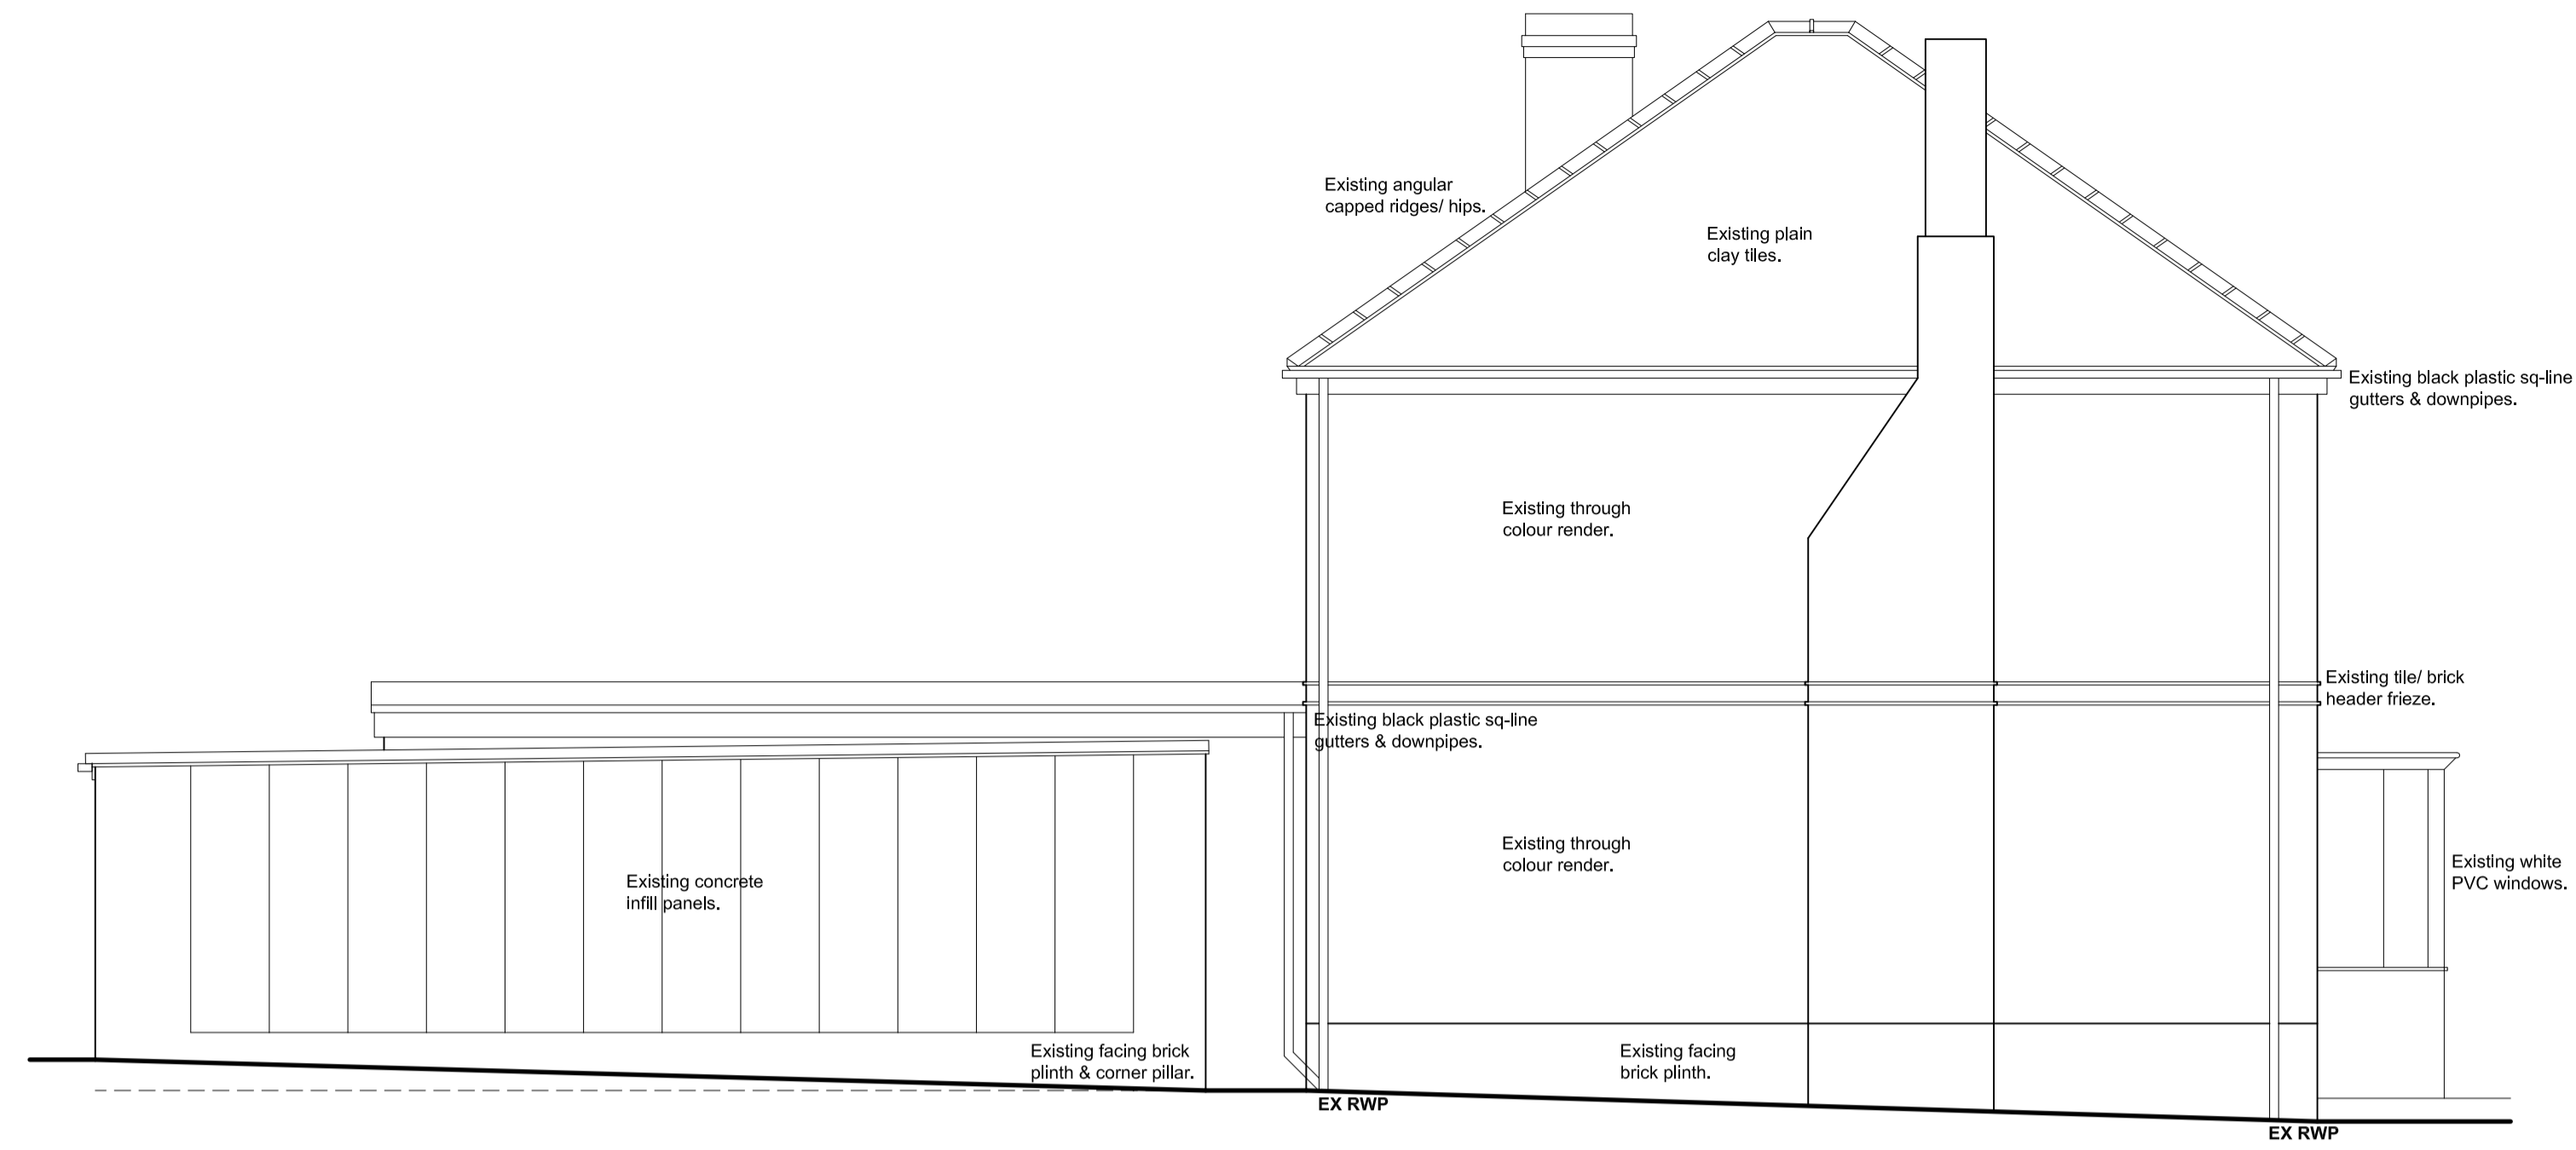 Existing angular
capped ridges/ hips.
Existing plain
clay tiles.
Existing black plastic sq-line
gutters & downpipes.
Existing through
colour render.
Existing tile/ brick
header frieze.
Existing black plastic sq-line
gutters & downpipes.
Existing through
colour render.
Existing white
PVC windows.
Existing concrete
infill panels.
Existing facing brick
plinth & corner pillar.
Existing facing
brick plinth.
EX RWP
EX RWP